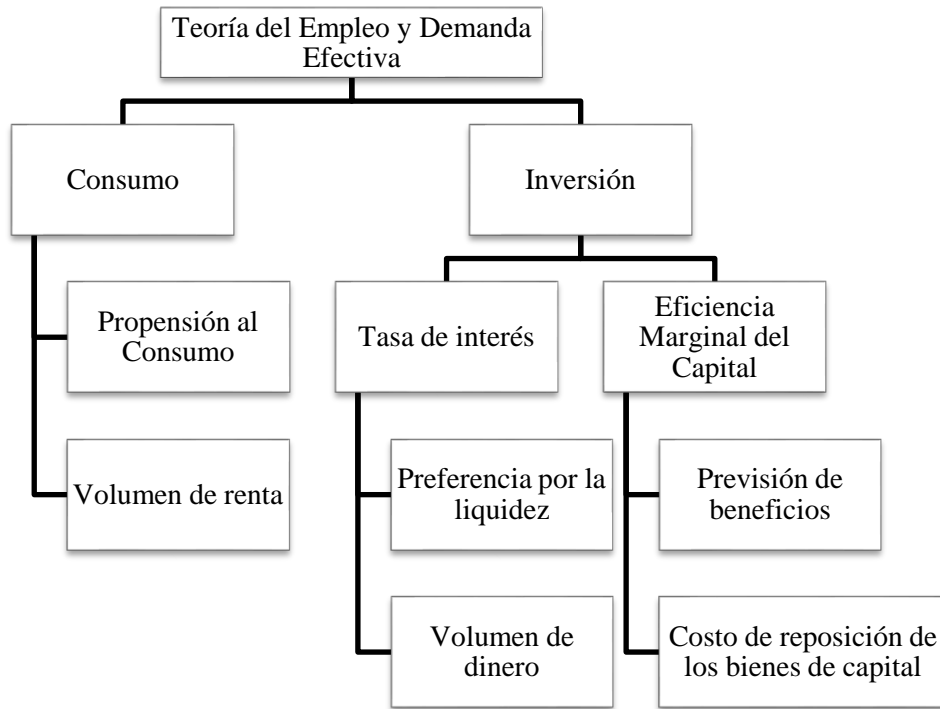 Teoría del Empleo y Demanda
Efectiva
Consumo
Inversión
Propensión al
Consumo
Tasa de interés
Eficiencia
Marginal del
Capital
Volumen de renta
Preferencia por la
liquidez
Previsión de
beneficios
Volumen de
dinero
Costo de reposición de
los bienes de capital